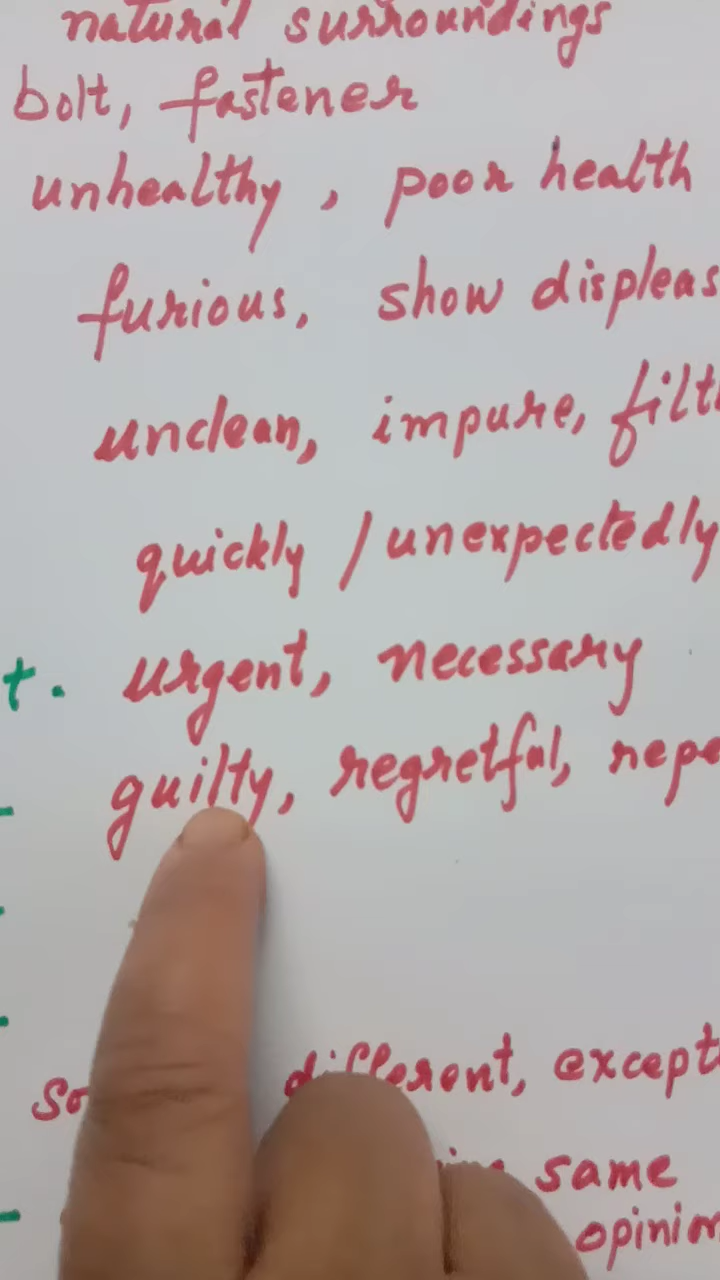 natural surroundings
bolt, fastener
unhealthy, poor health
furious, show displeas
unclean, impure, filt
quickly / unexpectedly
t. urgent, necessary
guilty, regretful, repe
different, except
same
opinion